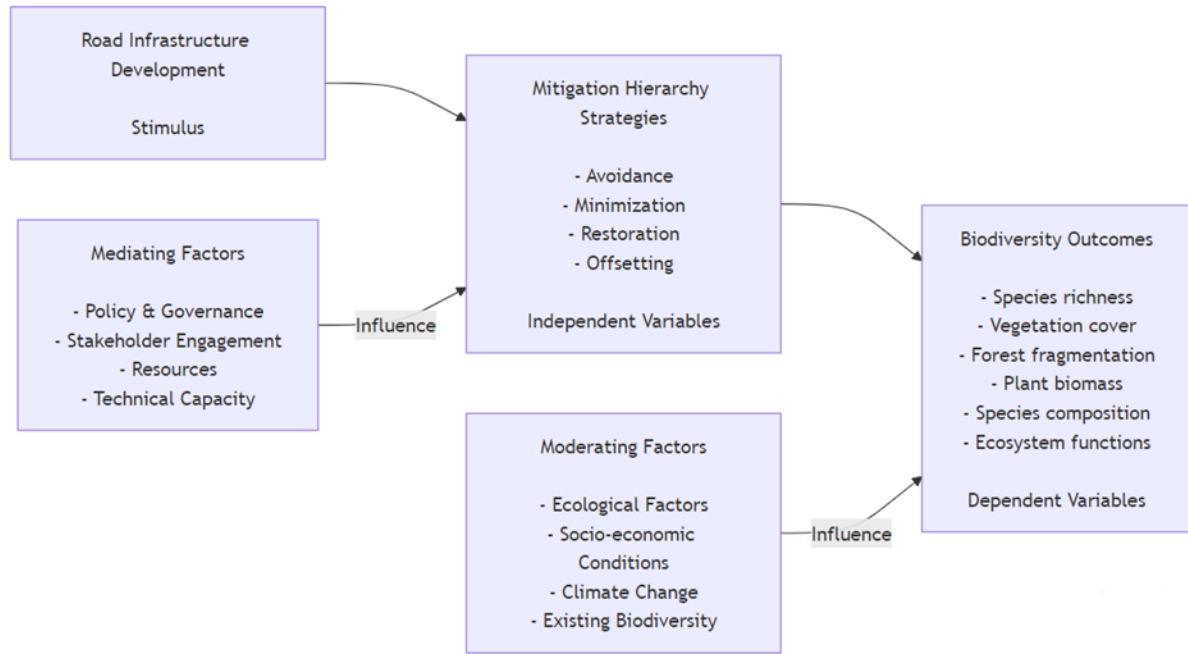 Road Infrastructure
Development
Stimulus
Mitigation Hierarchy
Strategies
- Avoidance
- Minimization
- Restoration
- Offsetting
Independent Variables
Mediating Factors
- Policy & Governance
- Stakeholder Engagement
- Resources
- Technical Capacity
Influence
Biodiversity Outcomes
- Species richness
- Vegetation cover
- Forest fragmentation
- Plant biomass
- Species composition
- Ecosystem functions
Dependent Variables
Moderating Factors
- Ecological Factors
- Socio-economic
Conditions
- Climate Change
- Existing Biodiversity
Influence